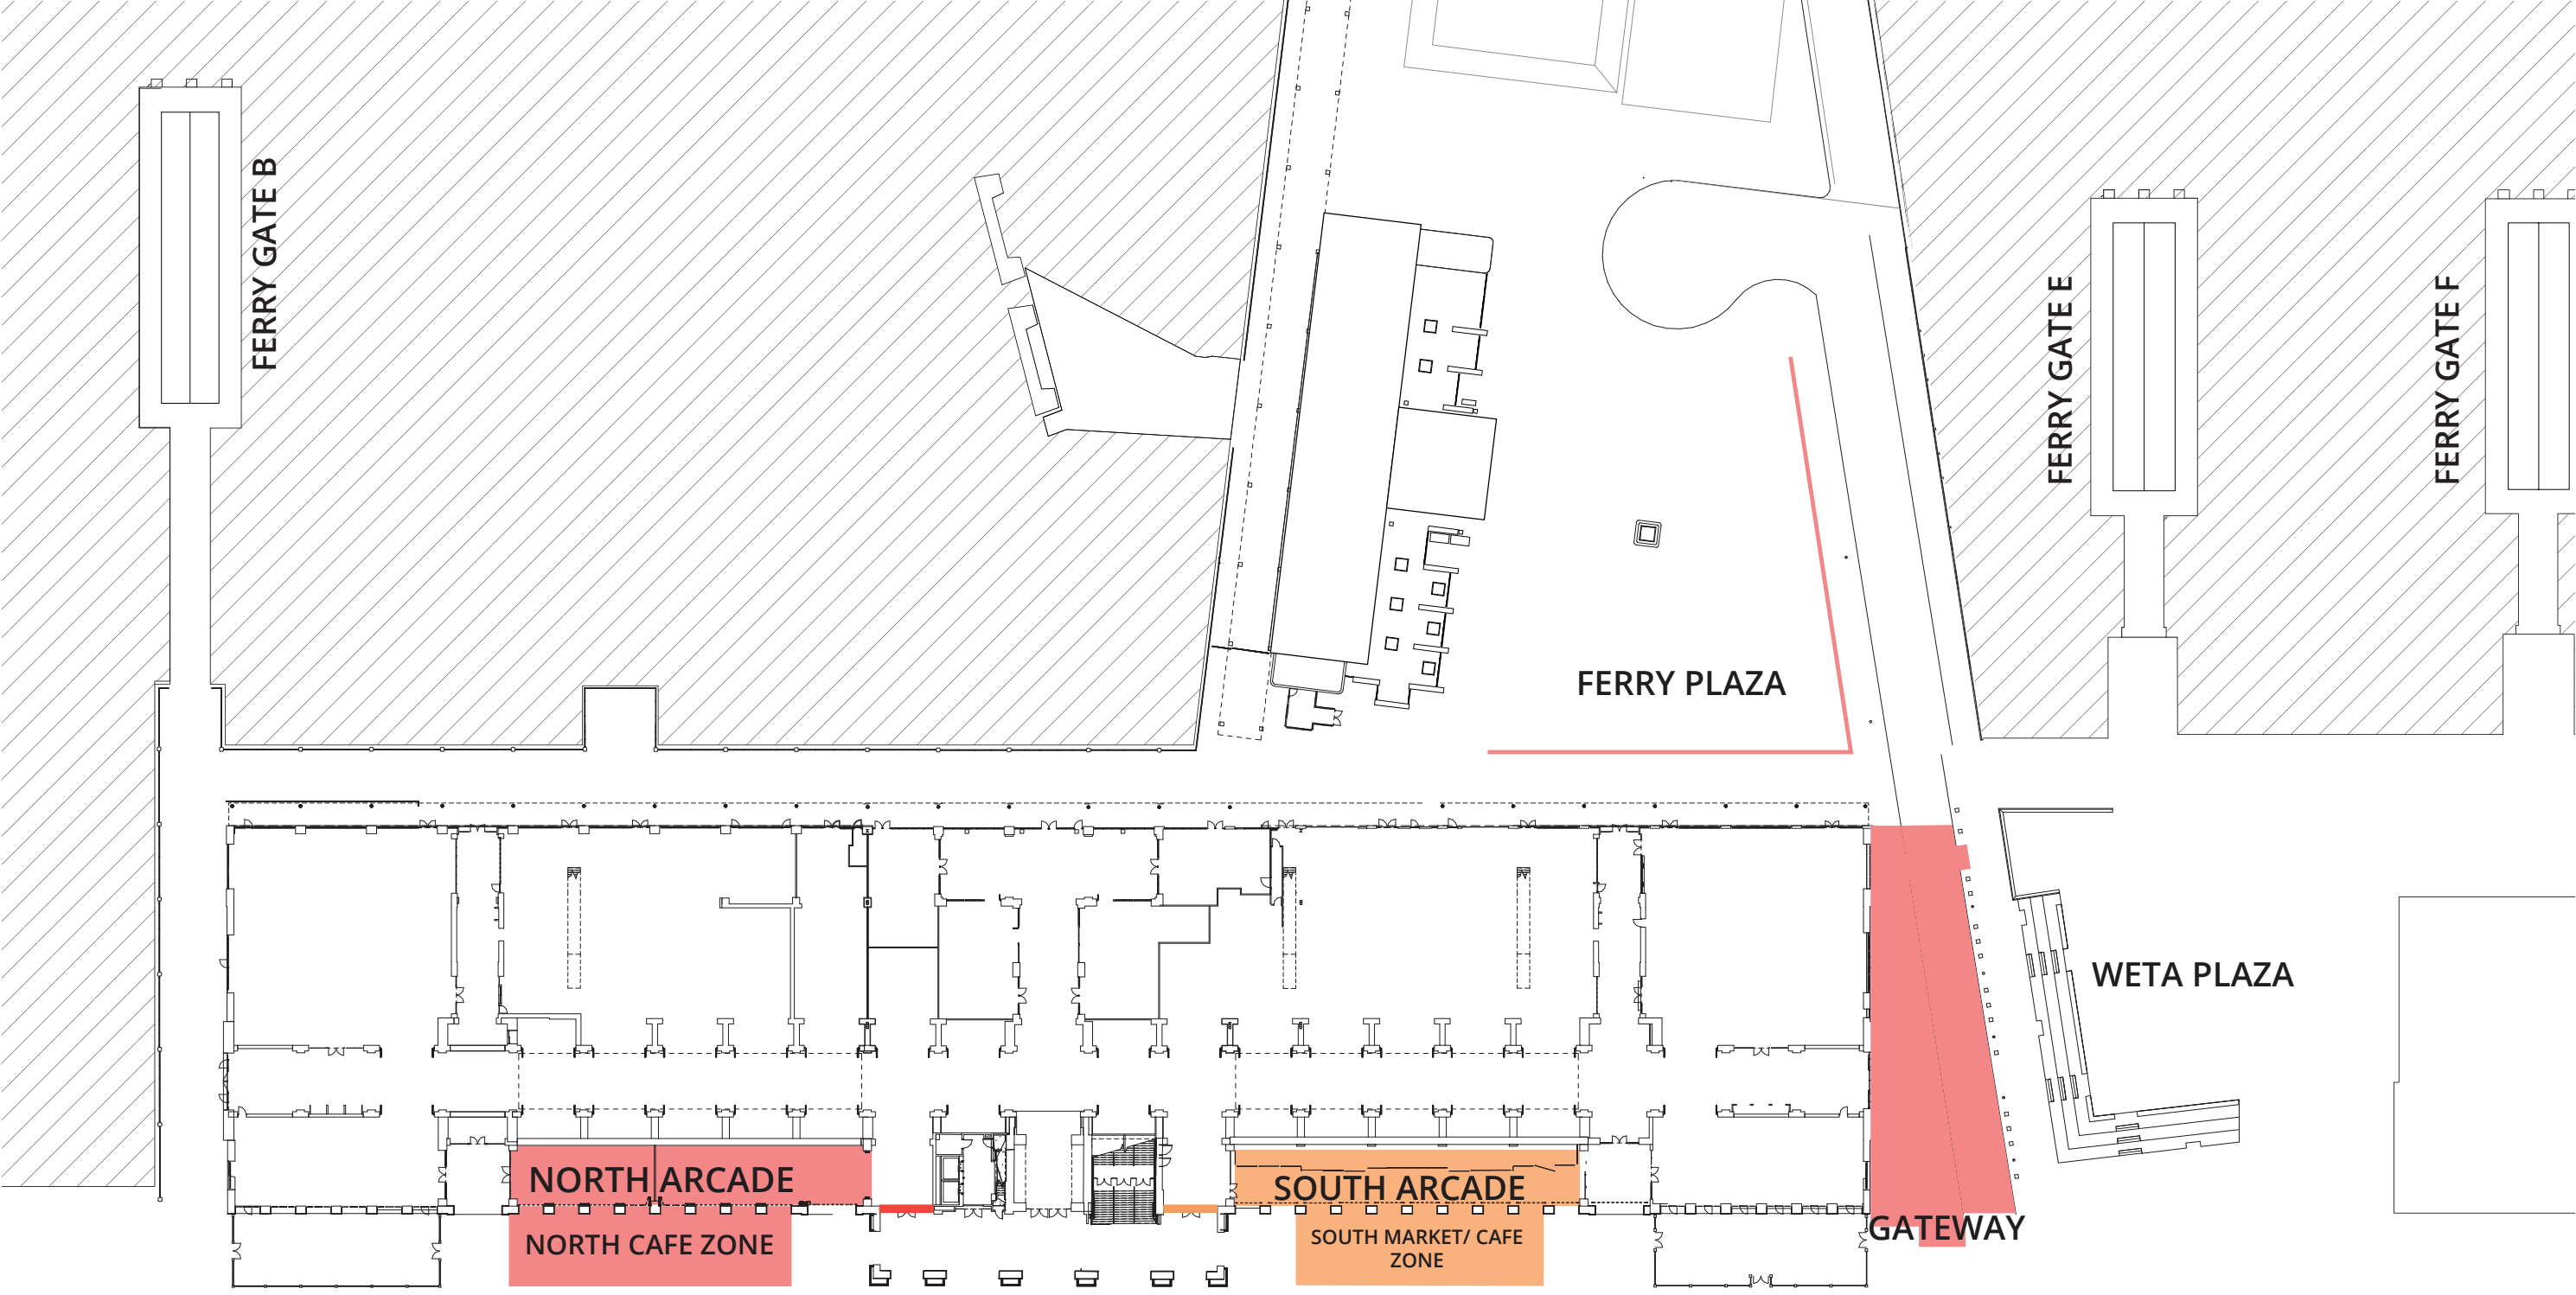 FERRY GATE B
FERRY GATE E
FERRY GATE F
FERRY PLAZA
WETA PLAZA
NORTH ARCADE
SOUTH ARCADE
GATEWAY
NORTH CAFE ZONE
SOUTH MARKET/ CAFE
ZONE